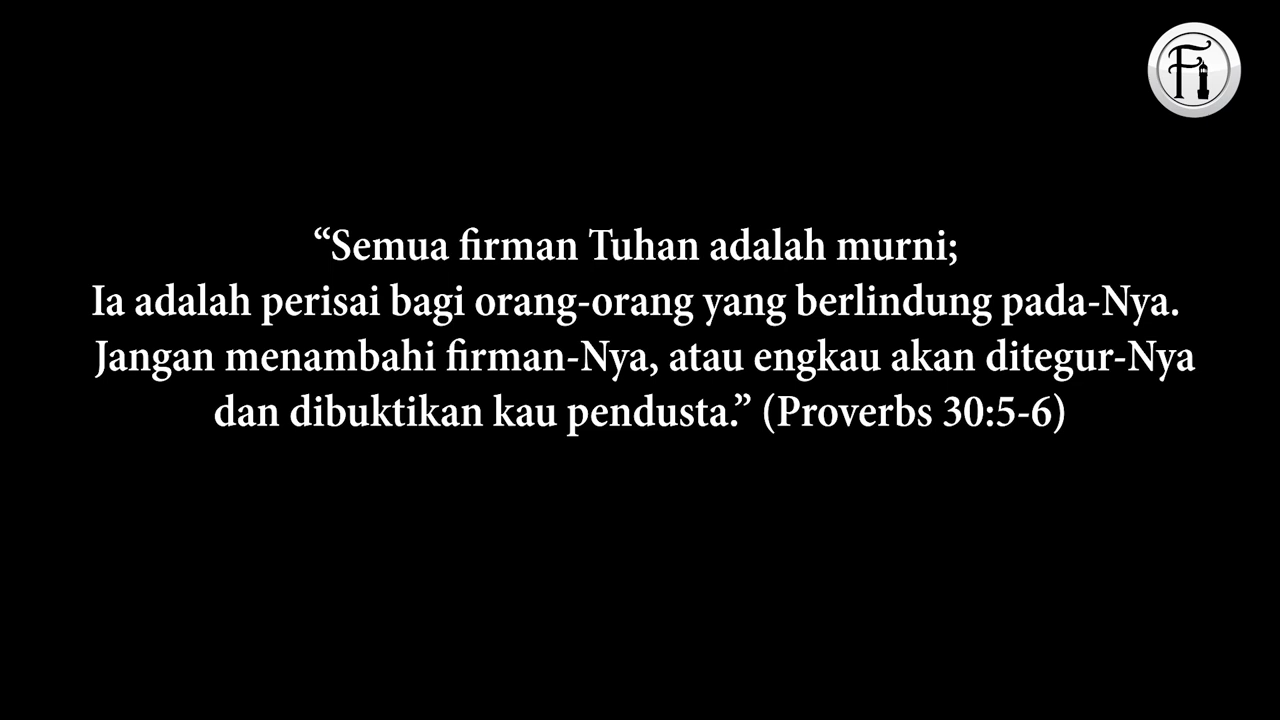 “Semua firman Tuhan adalah murni;
Ia adalah perisai bagi orang-orang yang berlindung pada-Nya.
Jangan menambahi firman-Nya, atau engkau akan ditegur-Nya
dan dibuktikan kau pendusta.” (Proverbs 30:5-6)
Fi